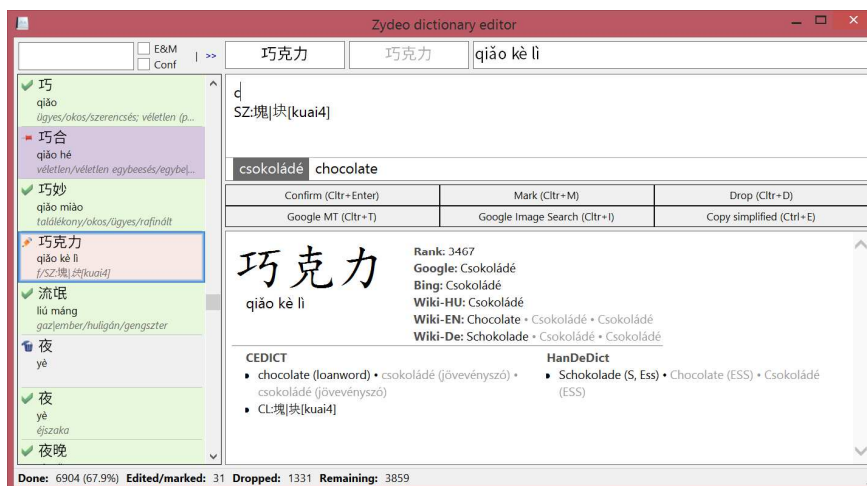 Zydeo dictionary editor
E&M
Conf
| >>
巧克力
巧克力
qiǎo kè lì
巧
qiǎo
ügyes/okos/szerencsés; véletlen (p...
巧合
qiǎo hé
véletlen/véletlen egybeesés/egybe|...
巧妙
qiǎo miào
találékony/okos/ügyes/rafinált
巧克力
qiǎo kè lì
f/SZ:塊|块[kuai4]
流氓
liú máng
gaz|ember/huligán/gengszter
夜
yè
夜
yè
éjszaka
夜晚
c
SZ:塊|块[kuai4]
csokoládé chocolate
Confirm (Cltr+Enter) Mark (Cltr+M) Drop (Cltr+D)
Google MT (Cltr+T) Google Image Search (Cltr+I) Copy simplified (Ctrl+E)
巧克力
qiǎo kè lì
Rank: 3467
Google: Csokoládé
Bing: Csokoládé
Wiki-HU: Csokoládé
Wiki-EN: Chocolate • Csokoládé • Csokoládé
Wiki-De: Schokolade • Csokoládé • Csokoládé
CEDICT
chocolate (loanword) • csokoládé (jövevényszó) •
csokoládé (jövevényszó)
CL:塊|块[kuai4]
HanDeDict
Schokolade (S, Ess) • Chocolate (ESS) • Csokoládé
(ESS)
Done: 6904 (67.9%) Edited/marked: 31 Dropped: 1331 Remaining: 3859